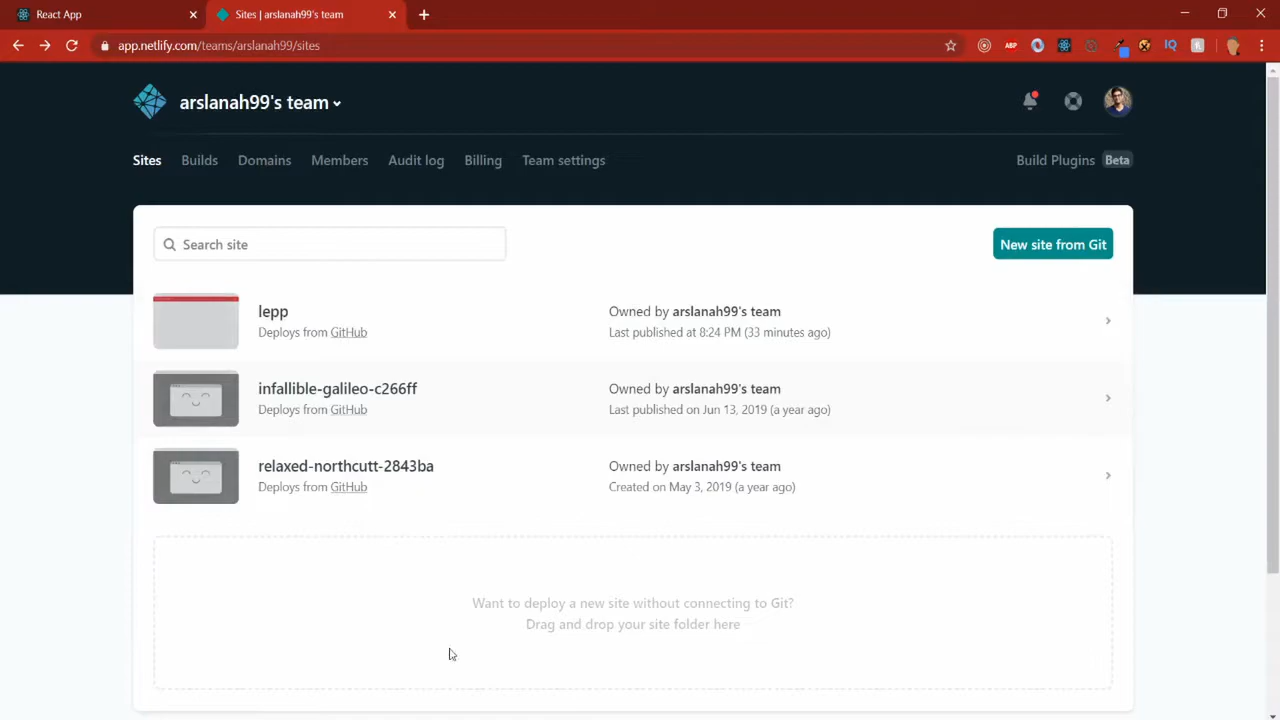 React App
Sites | arslanah99's team
app.netlify.com/teams/arslanah99/sites
ABP
IQ
arslanah99's team
Sites Builds Domains Members Audit log Billing Team settings Build Plugins Beta
Search site
New site from Git
lepp
Deploys from GitHub
Owned by arslanah99's team
Last published at 8:24 PM (33 minutes ago)
infallible-galileo-c266ff
Deploys from GitHub
Owned by arslanah99's team
Last published on Jun 13, 2019 (a year ago)
relaxed-northcutt-2843ba
Deploys from GitHub
Owned by arslanah99's team
Created on May 3, 2019 (a year ago)
Want to deploy a new site without connecting to Git?
Drag and drop your site folder here